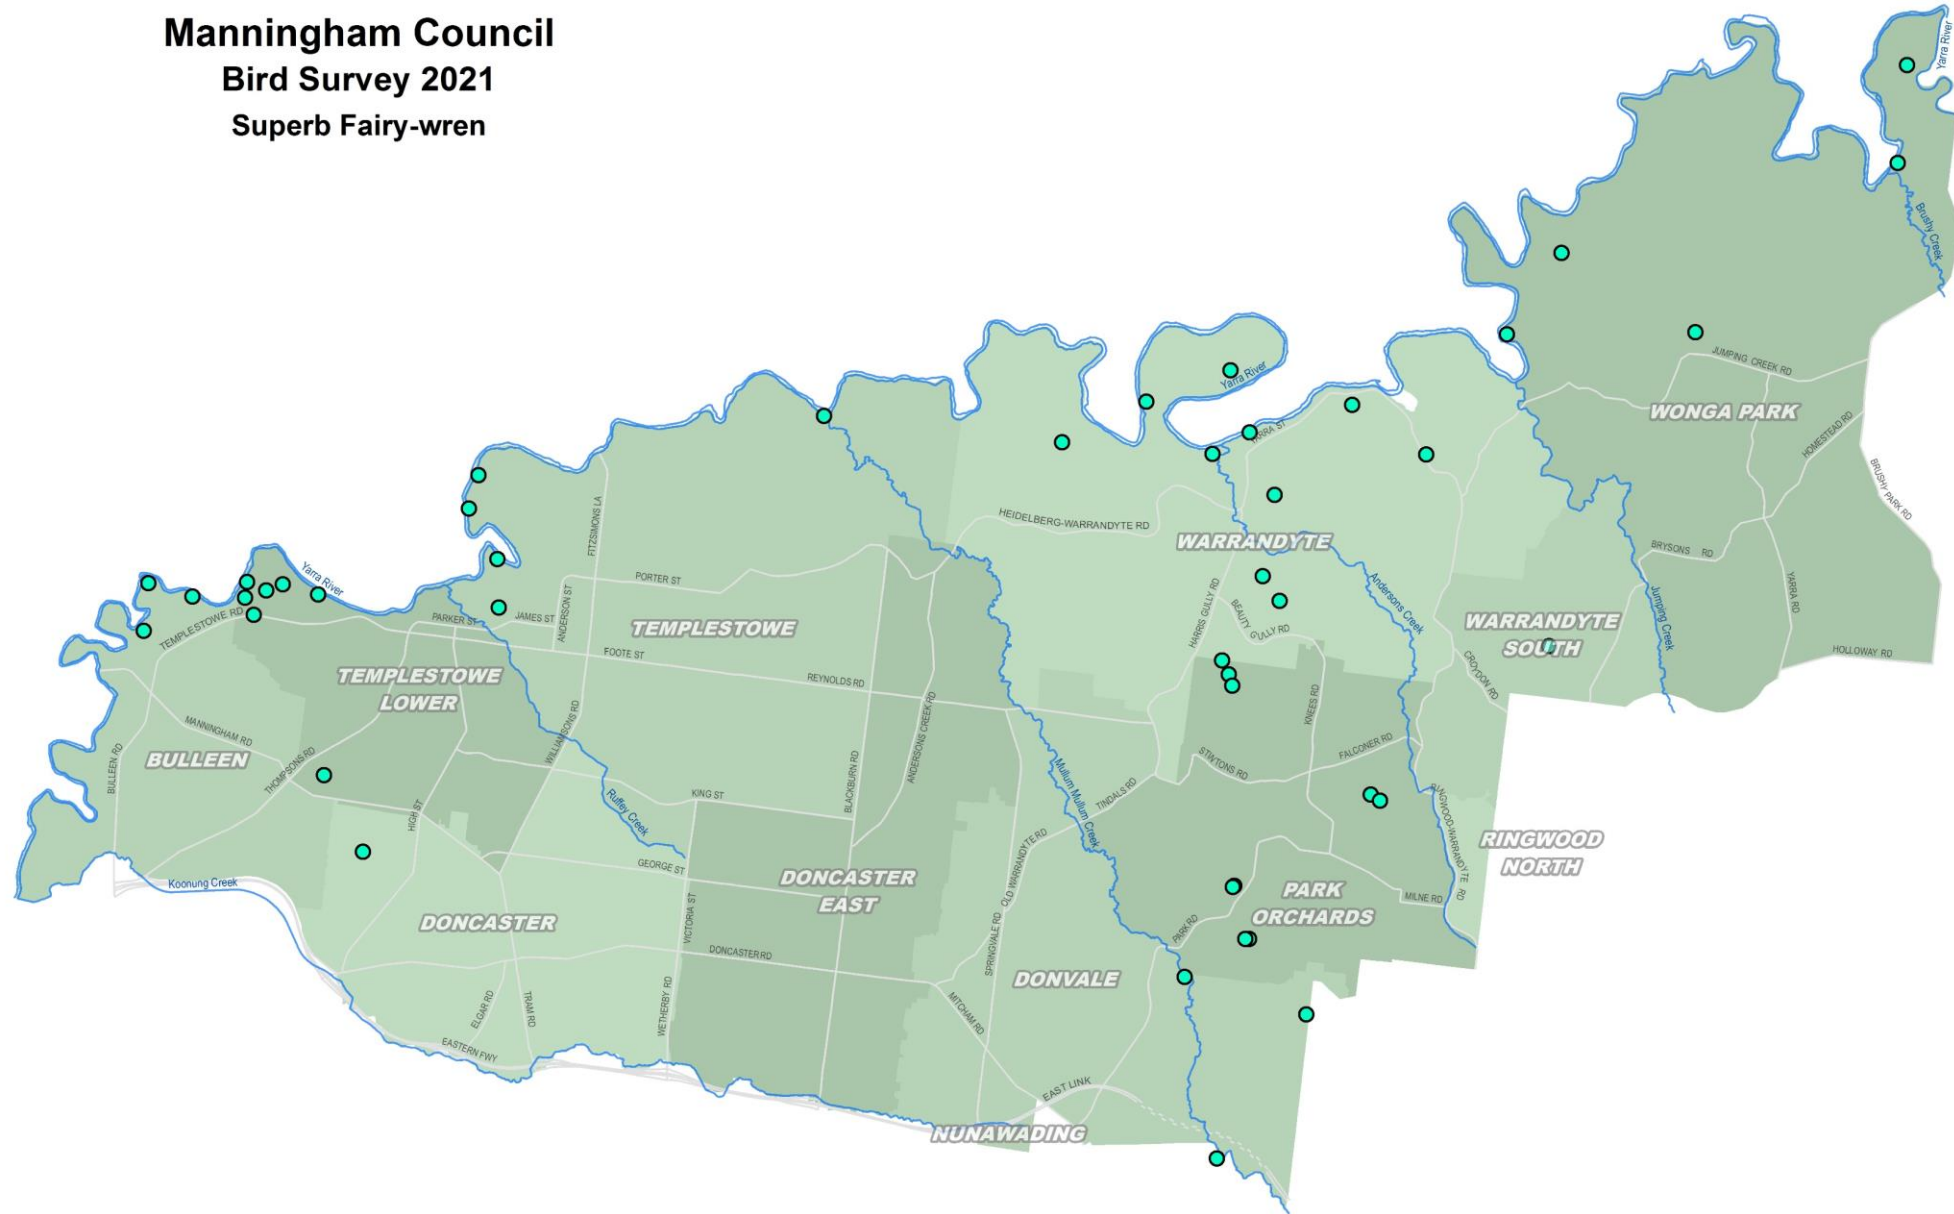 Manningham Council
Bird Survey 2021
Superb Fairy-wren
Yarra River
Brushy Creek
JUMPING CREEK RD
WONGA PARK
HOMESTEAD RD
BRUSHY PARK RD
BRYSONS RD
YARRA RD
HOLLOWAY RD
Jumping Creek
Yarra River
YARRA ST
HEIDELBERG-WARRANDYTE RD
WARRANDYTE
Andersons Creek
HARRIS GULLY RD
BEAUTY GULLY RD
WARRANDYTE
SOUTH
CROYDON RD
KNEES RD
FALCONER RD
STINTONS RD
RINGWOOD-WARRANDYTE RD
RINGWOOD
NORTH
PARK
ORCHARDS
MILNE RD
PARK RD
TINDALS RD
Mullum Mullum Creek
OLD WARRANDYTE RD
SPRINGVALE RD
DONVALE
MITCHAM RD
EAST LINK
NUNAWADING
FITZSIMONS LA
PORTER ST
ANDERSON ST
JAMES ST
PARKER ST
TEMPLESTOWE
FOOTE ST
REYNOLDS RD
BLACKBURN RD
ANDERSONS CREEK RD
Yarra River
TEMPLESTOWE RD
TEMPLESTOWE
LOWER
WILLIAMSONS RD
MANNINGHAM RD
BULLEEN
BULLEEN RD
THOMPSONS RD
HIGH ST
Ruffey Creek
KING ST
GEORGE ST
DONCASTER
EAST
VICTORIA ST
Koonung Creek
DONCASTER
DONCASTER RD
WETHERBY RD
ELGAR RD
TRAM RD
EASTERN FWY